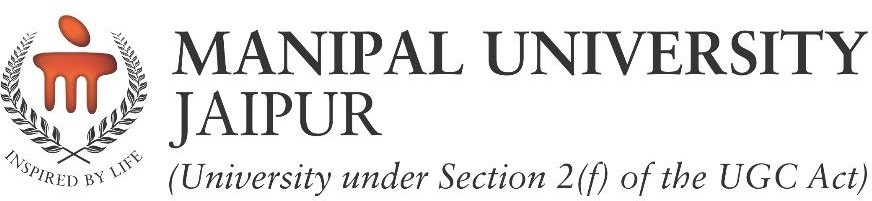 MANIPAL UNIVERSITY
JAIPUR
(University under Section 2(f) of the UGC Act)
INSPIRED BY LIFE